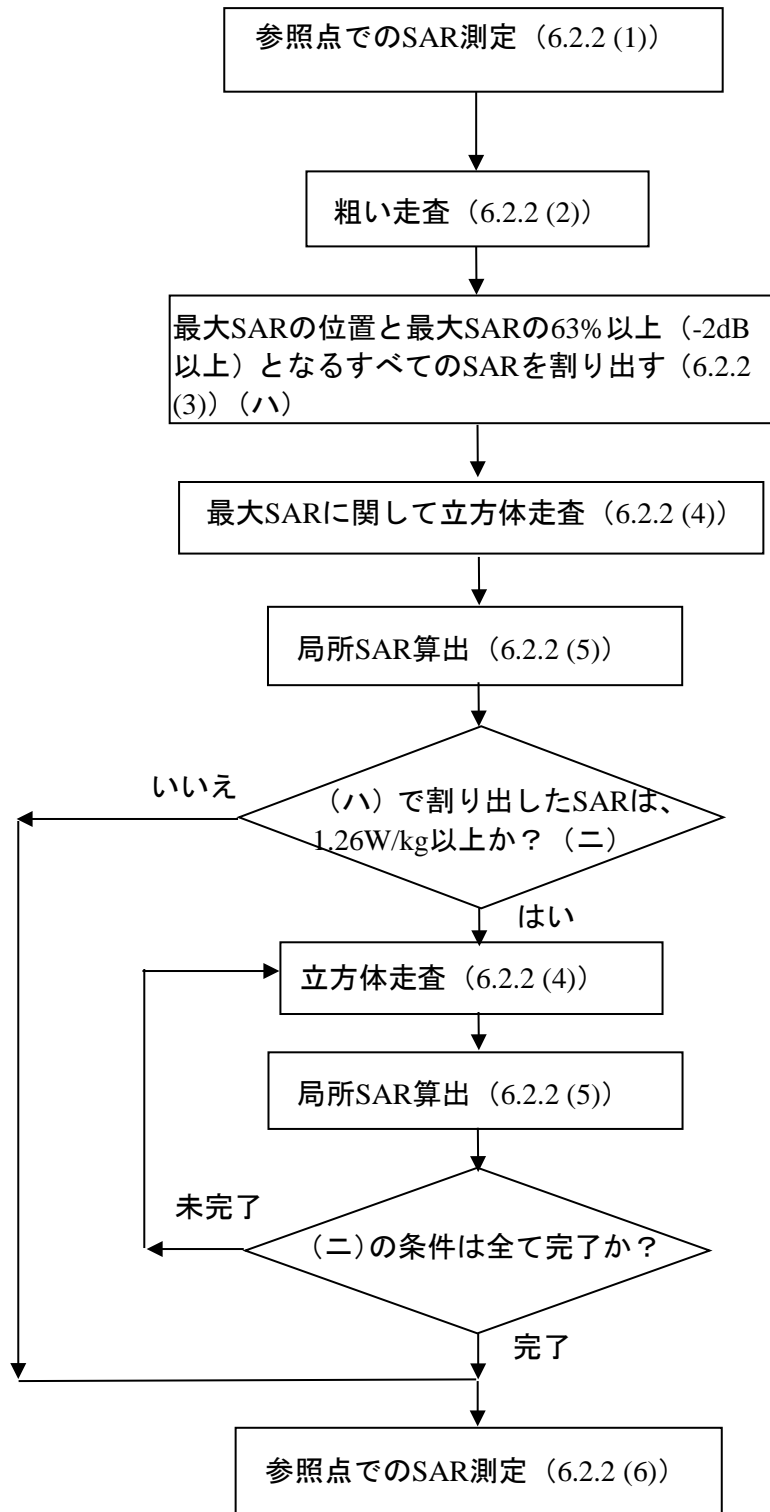 参照点でのSAR測定（6.2.2 (1)）
粗い走査（6.2.2 (2)）
最大SARの位置と最大SARの63%以上（-2dB
以上）となるすべてのSARを割り出す（6.2.2
(3)）（ハ）
最大SARに関して立方体走査（6.2.2 (4)）
局所SAR算出（6.2.2 (5)）
いいえ
（ハ）で割り出したSARは、
1.26W/kg以上か？（ニ）
はい
立方体走査（6.2.2 (4)）
局所SAR算出（6.2.2 (5)）
未完了
（ニ）の条件は全て完了か？
完了
参照点でのSAR測定（6.2.2 (6)）